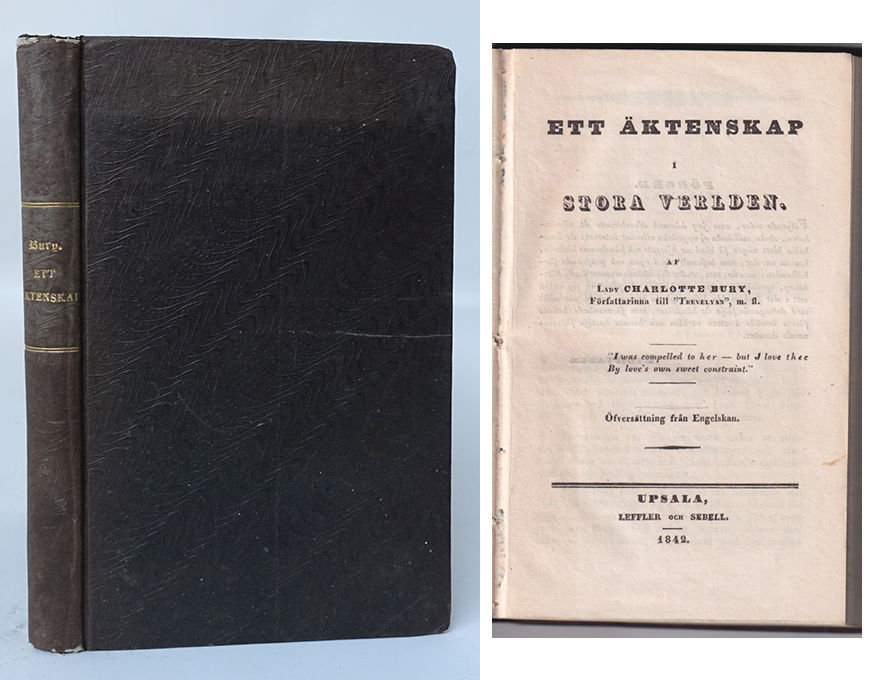 Bury.
ETT
ÄKTENSKAP
ETT ÄKTENSKAP
I
STORA VERLDEN.
AF
LADY CHARLOTTE BURY,
Författarinna till "TREVELYAN", m. fl.
"I was compelled to her — but I love thee
By love's own sweet constraint."
Öfversättning från Engelskan.
UPSALA,
LEFFLER OCH SEBELL.
1842.